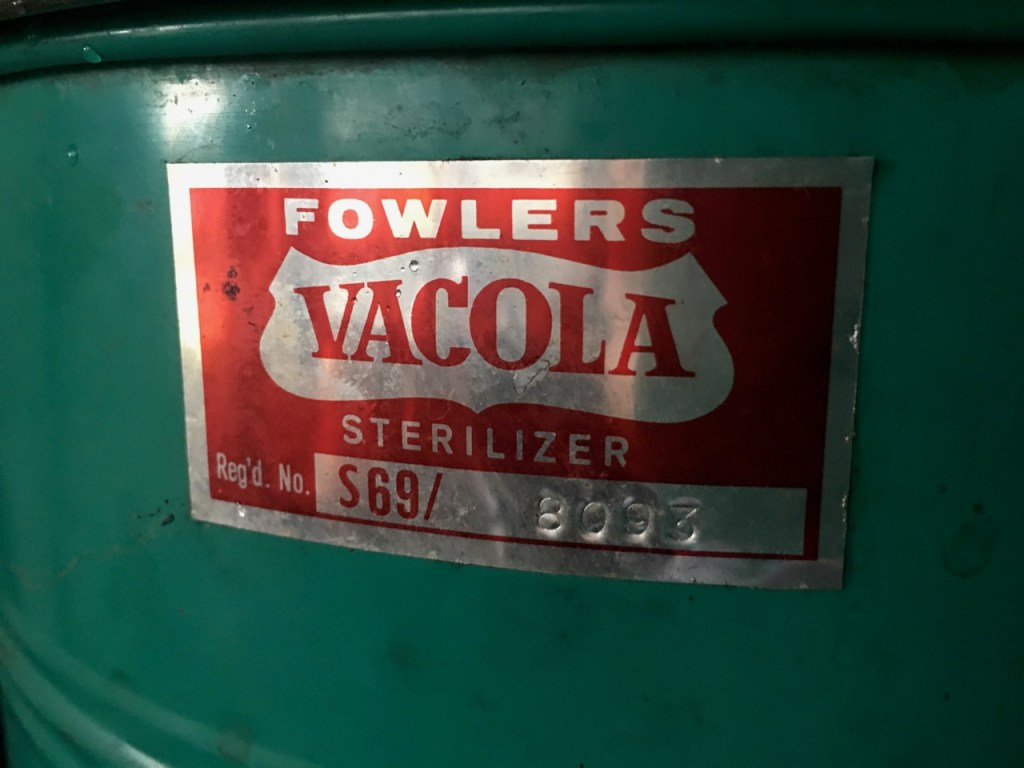 FOWLERS
VACOLA
STERILIZER
Reg'd. No. S69/ 8093